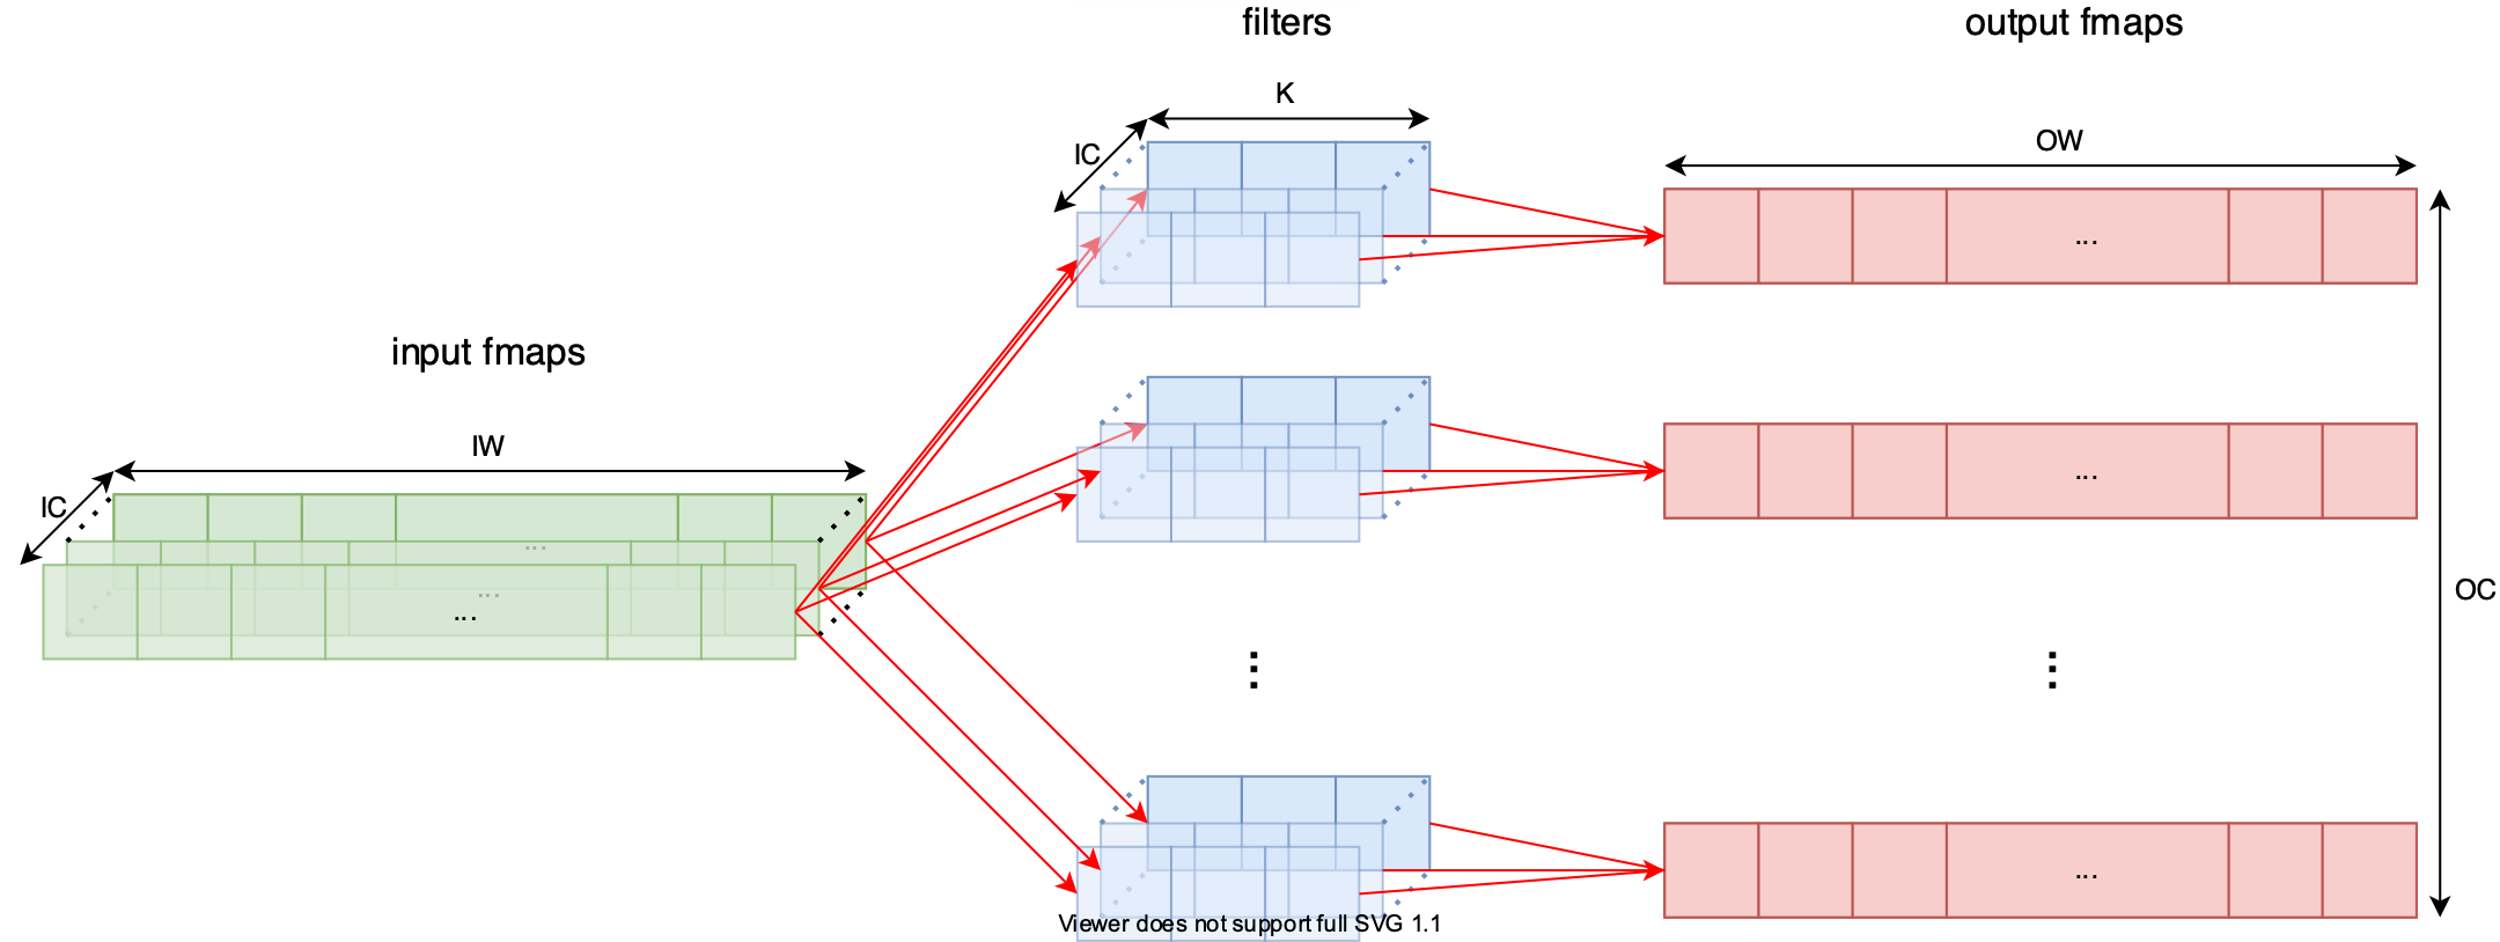 filters
output fmaps
K
OW
IC
...
input fmaps
IW
...
IC
...
...
...
OC
...
Viewer does not support full SVG 1.1